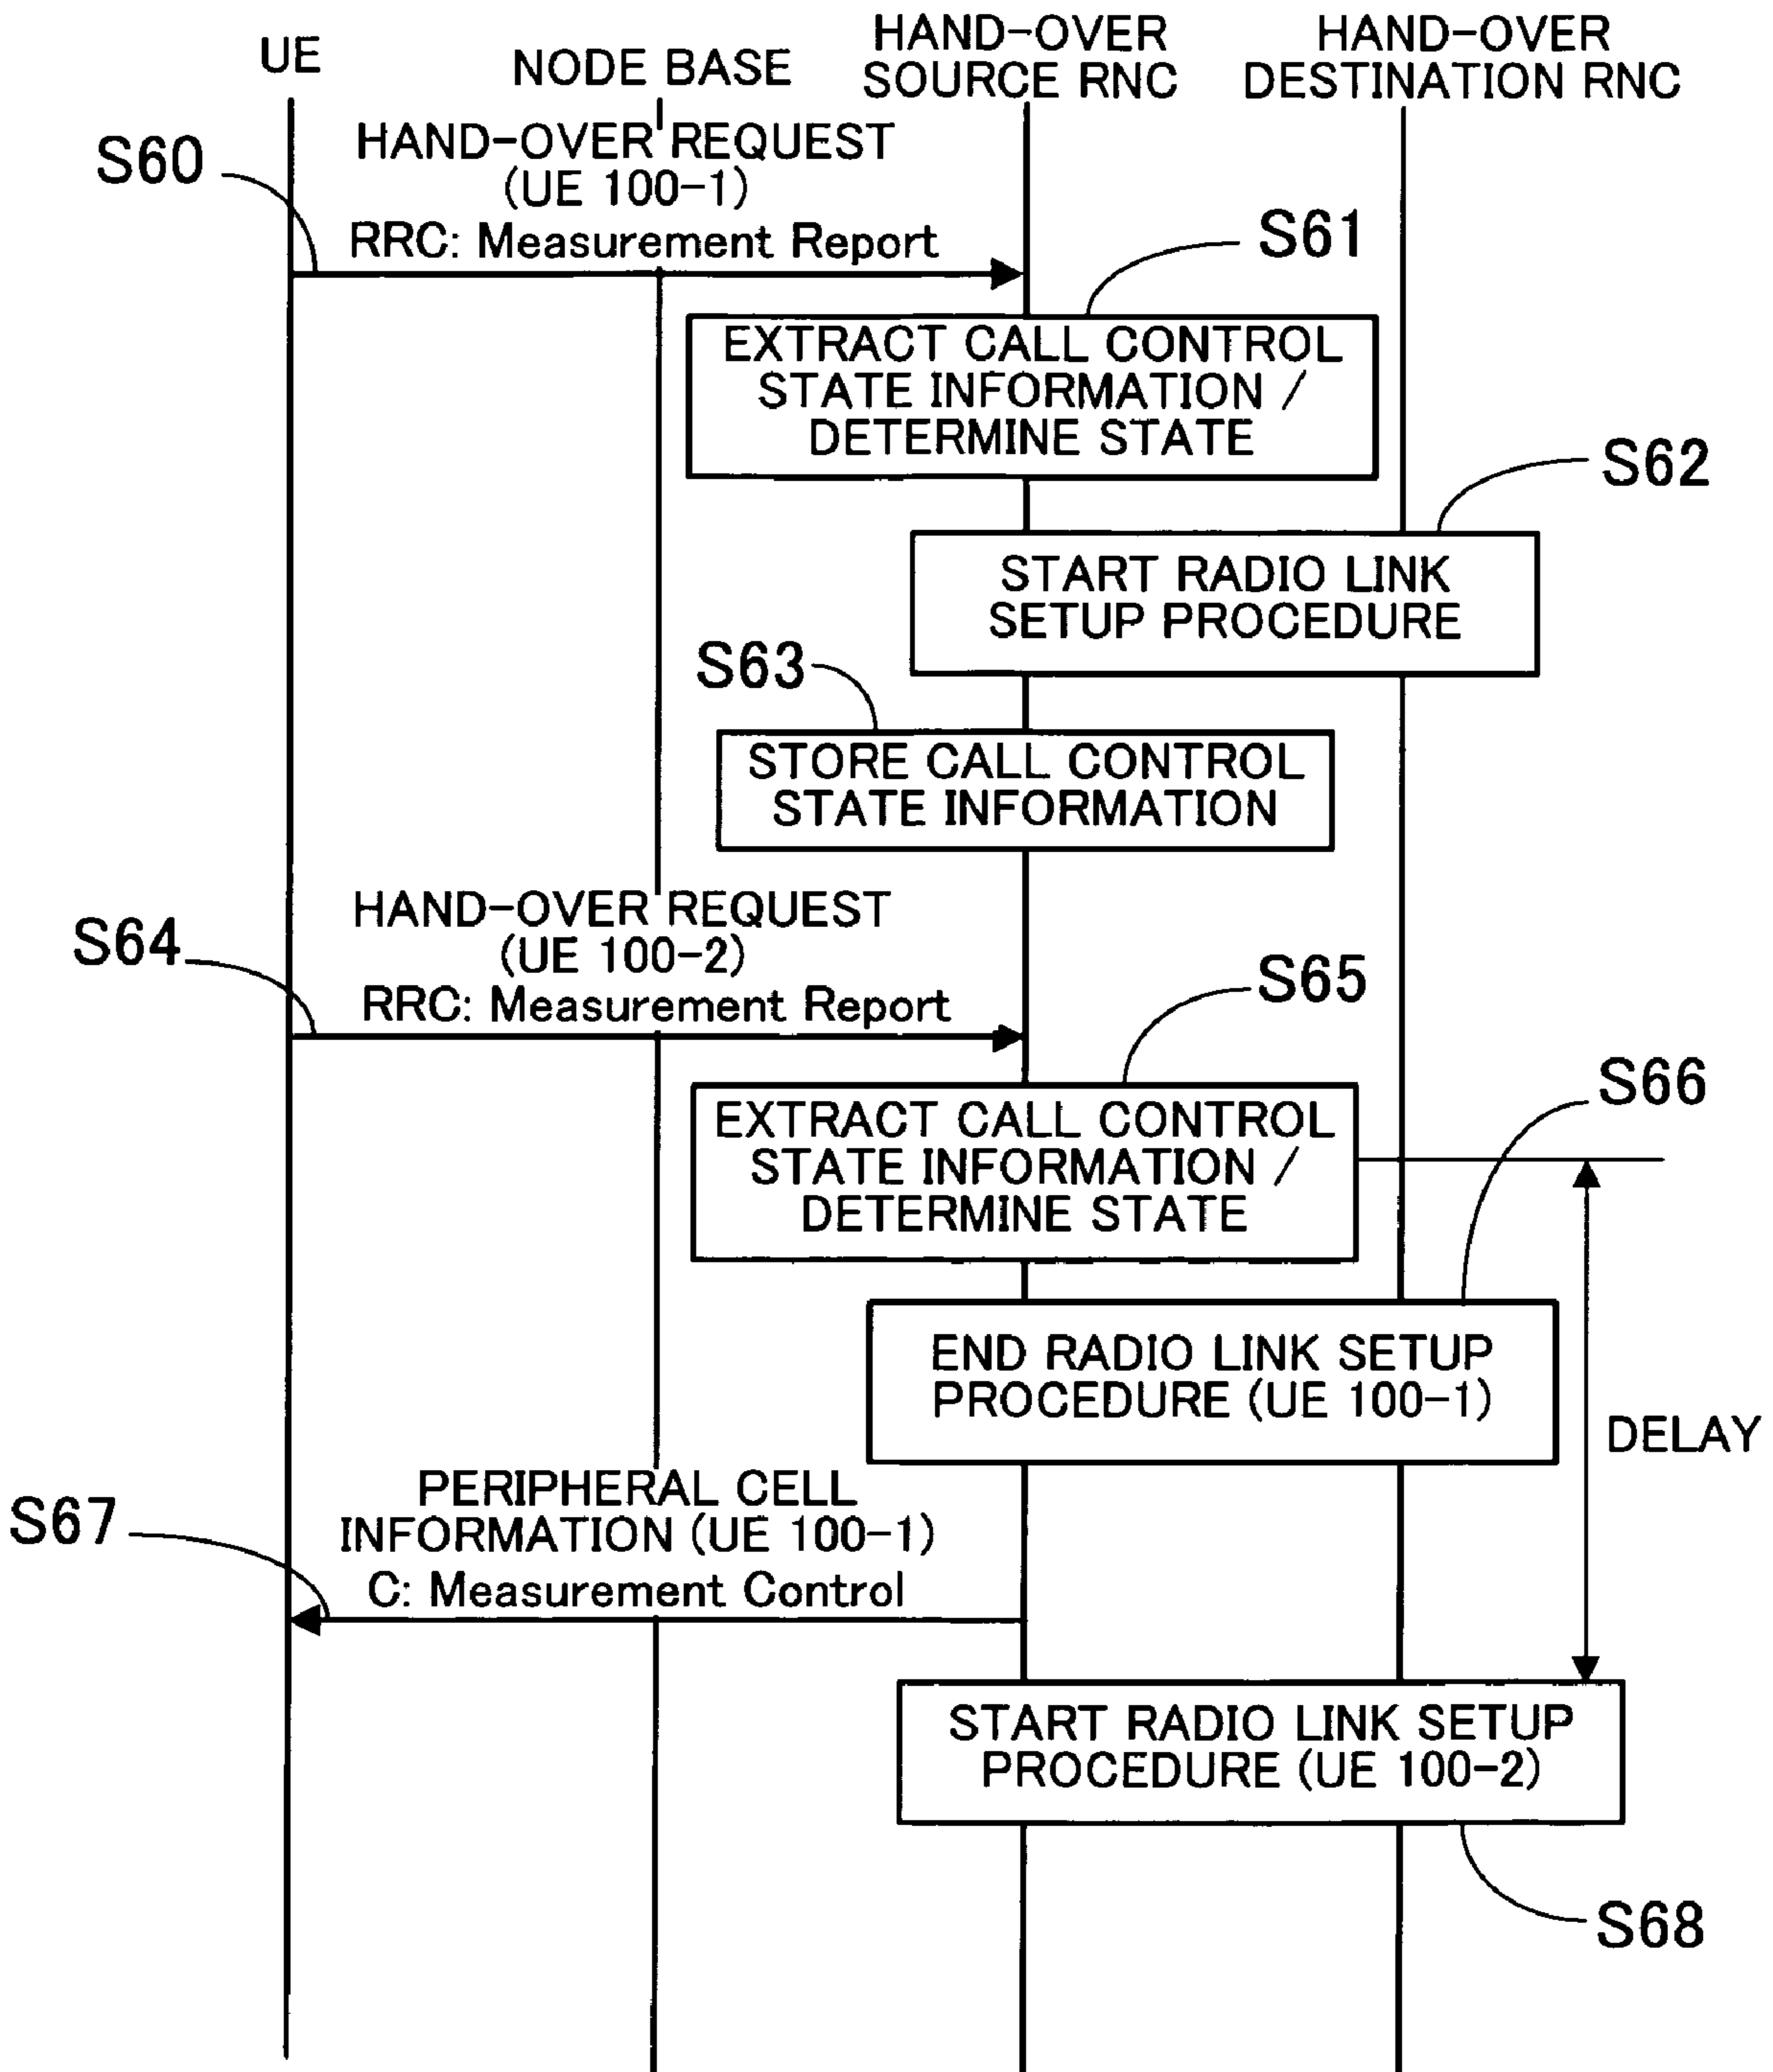 UE
NODE BASE
HAND-OVER
SOURCE RNC
HAND-OVER
DESTINATION RNC
S60
HAND-OVER REQUEST
(UE 100-1)
RRC: Measurement Report
S61
EXTRACT CALL CONTROL
STATE INFORMATION /
DETERMINE STATE
S62
START RADIO LINK
SETUP PROCEDURE
S63
STORE CALL CONTROL
STATE INFORMATION
S64
HAND-OVER REQUEST
(UE 100-2)
RRC: Measurement Report
S65
EXTRACT CALL CONTROL
STATE INFORMATION /
DETERMINE STATE
S66
END RADIO LINK SETUP
PROCEDURE (UE 100-1)
DELAY
S67
PERIPHERAL CELL
INFORMATION (UE 100-1)
C: Measurement Control
START RADIO LINK SETUP
PROCEDURE (UE 100-2)
S68